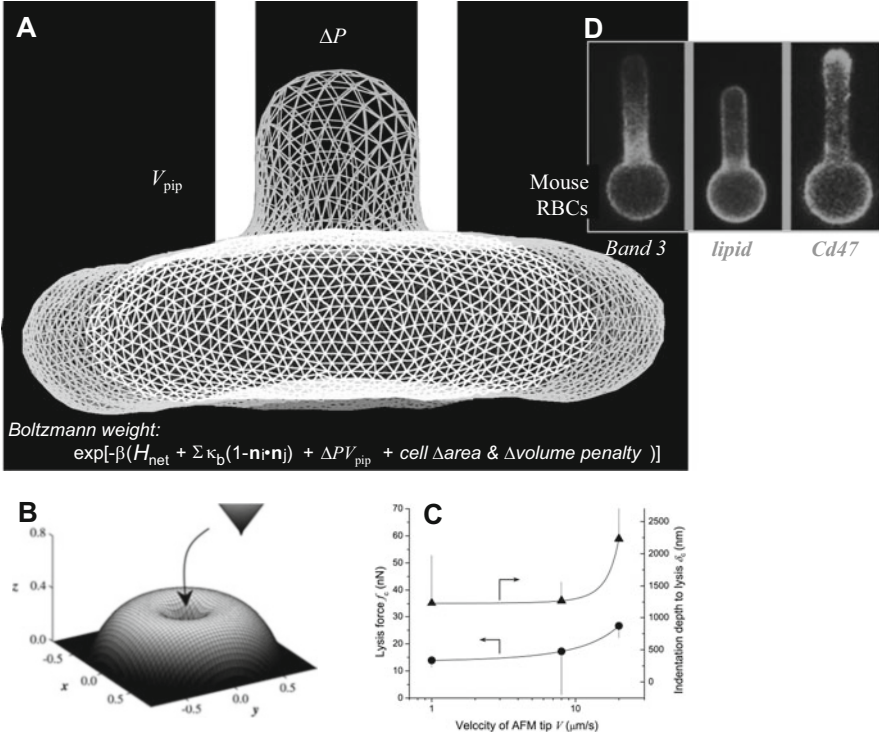 A
ΔP
V_pip
Boltzmann weight:
exp[-β(H_net + Σ κ_b(1-n_i•n_j) + ΔPV_pip + cell Δarea & Δvolume penalty )]
D
Mouse
RBCs
Band 3
lipid
Cd47
B
0.8
0.4
0.0
z
-0.5
0.0
0.5
x
-0.5
0.0
0.5
y
C
70
60
50
40
30
20
10
0
Lysis force f_c (nN)
2500
2000
1500
1000
500
0
Indentation depth to lysis δ_c (nm)
1
10
Velocity of AFM tip V (μm/s)